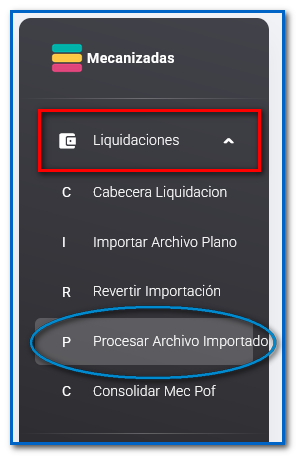 Mecanizadas
Liquidaciones
C Cabecera Liquidacion
I Importar Archivo Plano
R Revertir Importación
P Procesar Archivo Importado
C Consolidar Mec Pof